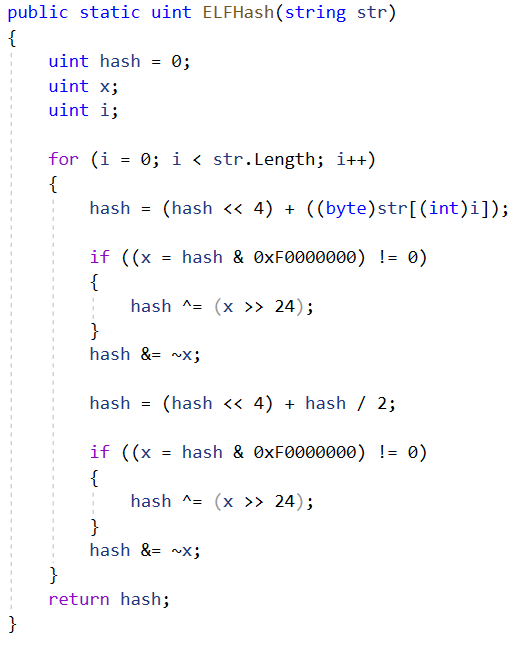 public static uint ELFHash(string str)
{
    uint hash = 0;
    uint x;
    uint i;

    for (i = 0; i < str.Length; i++)
    {
        hash = (hash << 4) + ((byte)str[(int)i]);

        if ((x = hash & 0xF0000000) != 0)
        {
            hash ^= (x >> 24);
        }
        hash &= ~x;

        hash = (hash << 4) + hash / 2;

        if ((x = hash & 0xF0000000) != 0)
        {
            hash ^= (x >> 24);
        }
        hash &= ~x;
    }
    return hash;
}